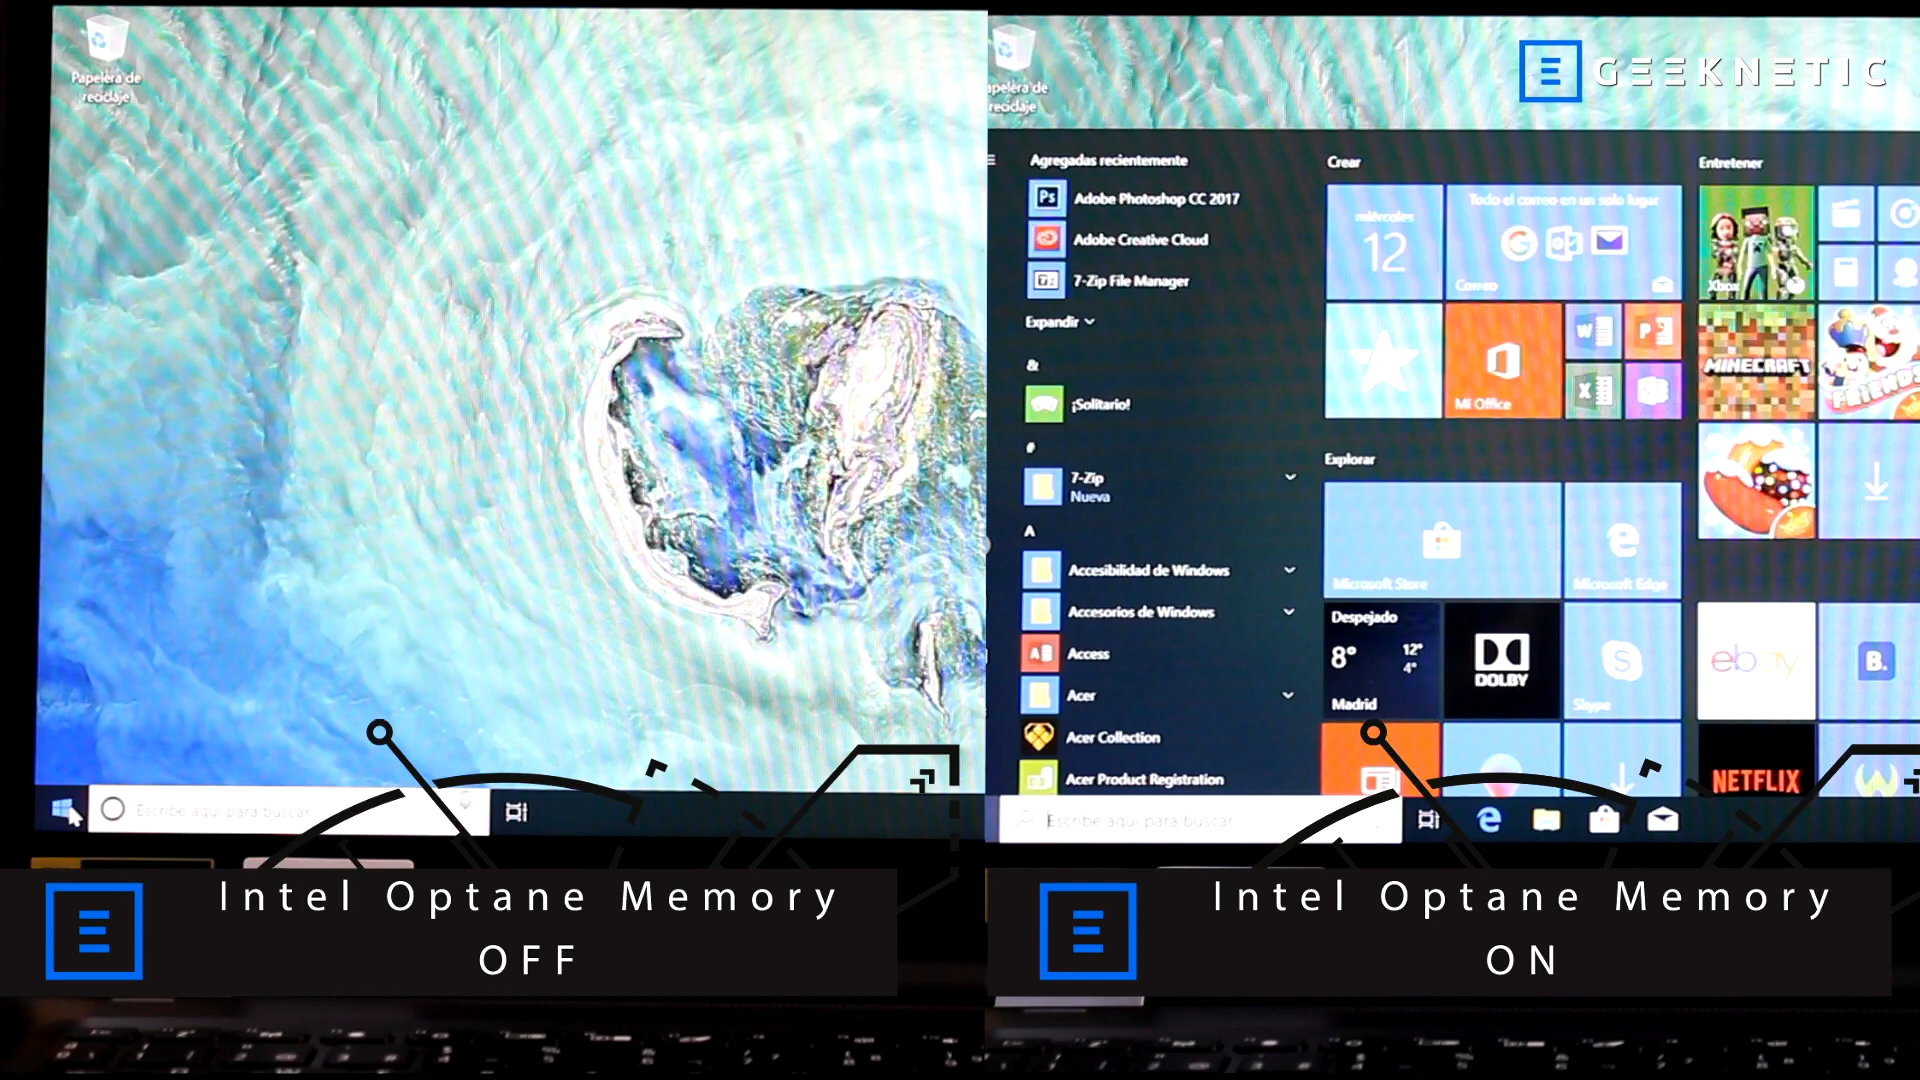 Papelera de
reciclaje
Escribe aquí para buscar
Intel Optane Memory
OFF
GEEKNETIC
apelera de
reciclaje
Agregadas recientemente
Ps
Adobe Photoshop CC 2017
Adobe Creative Cloud
7-Zip File Manager
Expandir
&
¡Solitario!
#
7-Zip
Nueva
A
Accesibilidad de Windows
Accesorios de Windows
Access
Acer
Acer Collection
Acer Product Registration
Crear
miércoles
12
Todo el correo en un solo lugar
Correo
Mi Office
Explorar
Microsoft Store
Microsoft Edge
Despejado
8°
12°
4°
Madrid
DOLBY
Skype
Entretener
Xbox
MINECRAFT
FRIENDS
ebay
B.
NETFLIX
Escribe aquí para buscar
Intel Optane Memory
ON